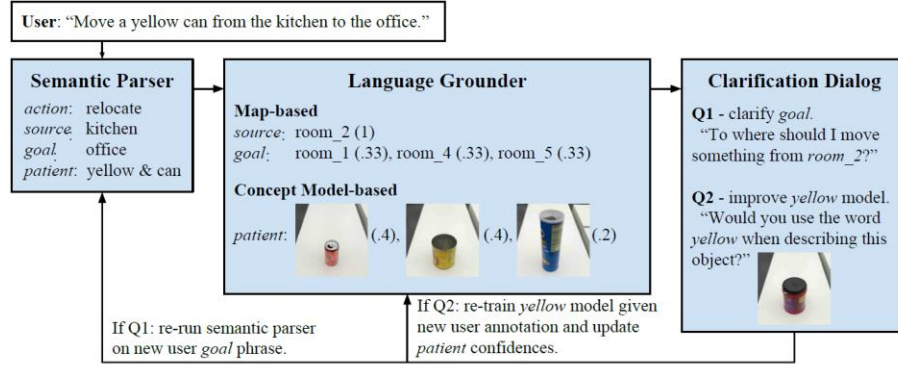 User: “Move a yellow can from the kitchen to the office.”
Semantic Parser
action: relocate
source: kitchen
goal: office
patient: yellow & can
Language Grounder
Map-based
source: room_2 (1)
goal: room_1 (.33), room_4 (.33), room_5 (.33)
Concept Model-based
patient: (.4), (.4), (.2)
Clarification Dialog
Q1 - clarify goal.
“To where should I move
something from room_2?”
Q2 - improve yellow model.
“Would you use the word
yellow when describing this
object?”
If Q1: re-run semantic parser
on new user goal phrase.
If Q2: re-train yellow model given
new user annotation and update
patient confidences.